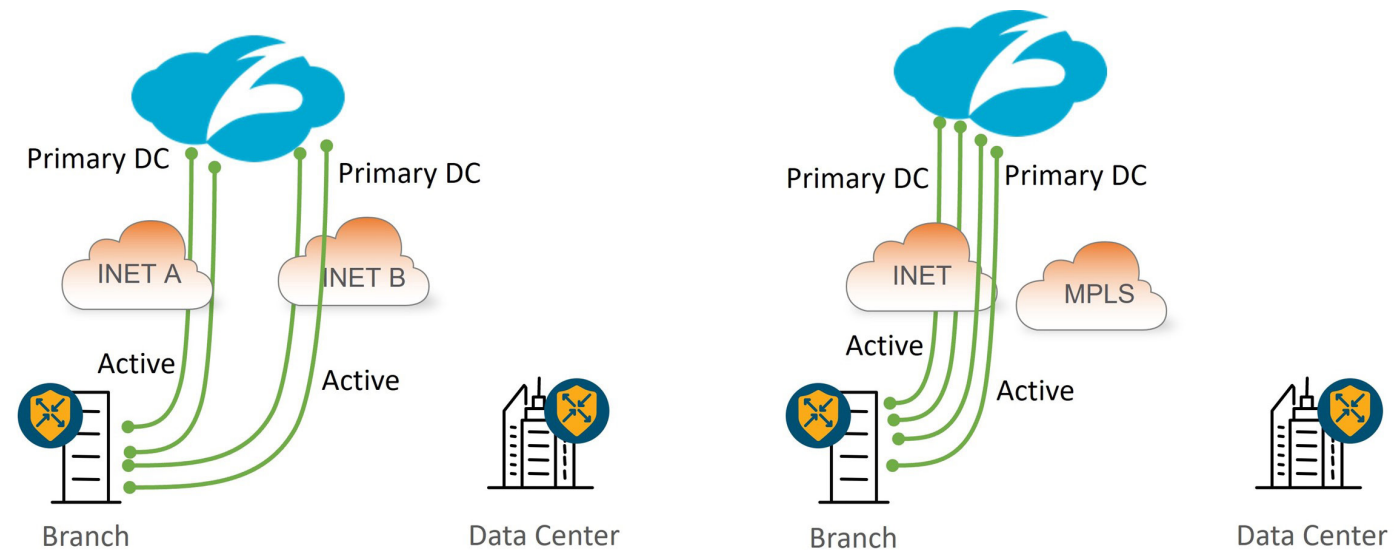 Primary DC
Primary DC
INET A
INET B
Active
Active
Branch
Data Center
Primary DC
Primary DC
INET
MPLS
Active
Active
Branch
Data Center